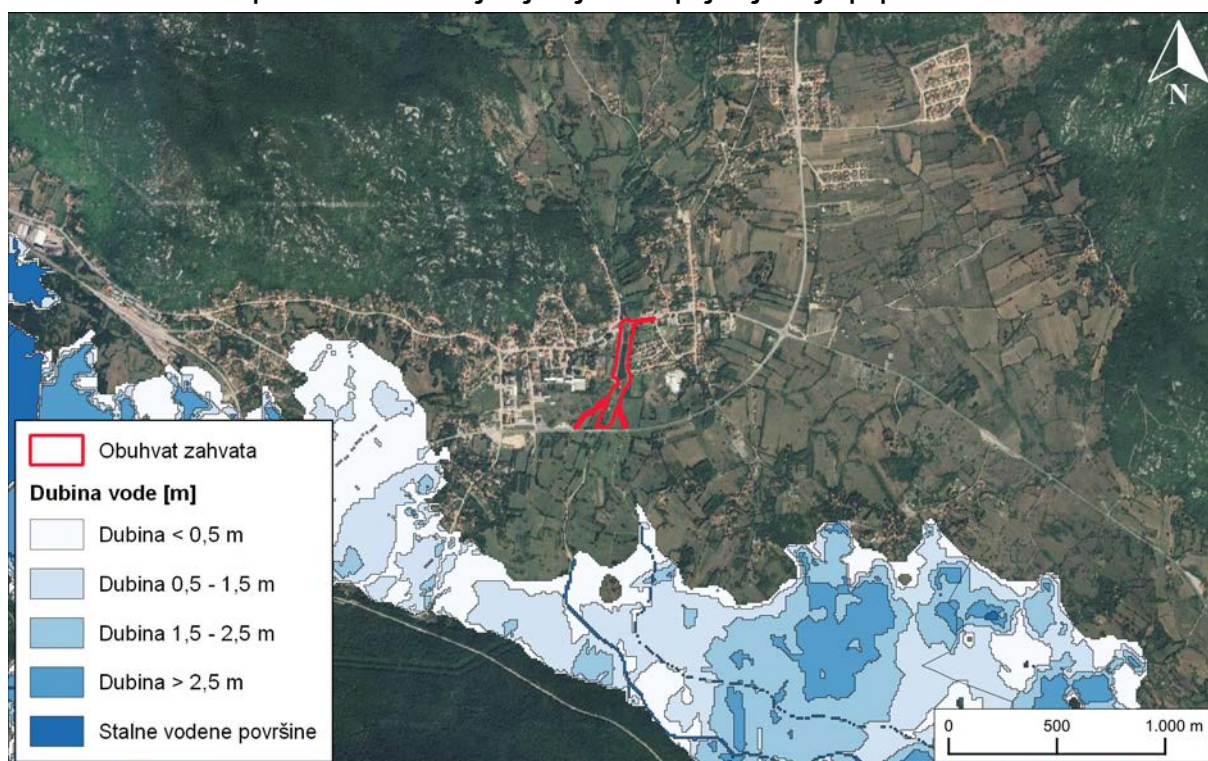 N
Obuhvat zahvata
Dubina vode [m]
Dubina < 0,5 m
Dubina 0,5 - 1,5 m
Dubina 1,5 - 2,5 m
Dubina > 2,5 m
Stalne vodene površine
0 500 1.000 m